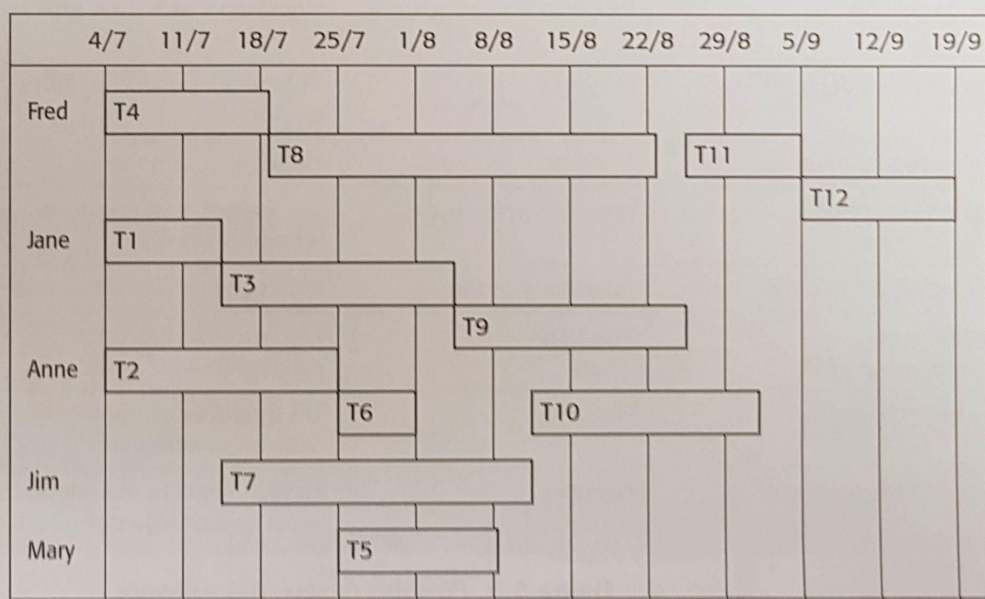 4/7 11/7 18/7 25/7 1/8 8/8 15/8 22/8 29/8 5/9 12/9 19/9
Fred T4
T8 T11
T12
Jane T1
T3
T9
Anne T2
T6 T10
Jim T7
Mary T5